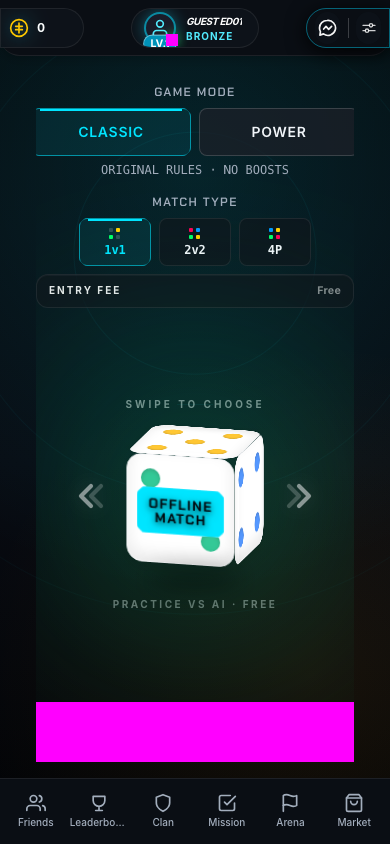 0
GUEST ED0
BRONZE
LV.
GAME MODE
CLASSIC
POWER
ORIGINAL RULES · NO BOOSTS
MATCH TYPE
1v1
2v2
4P
ENTRY FEE
Free
SWIPE TO CHOOSE
OFFLINE
MATCH
PRACTICE VS AI · FREE
Friends
Leaderbo...
Clan
Mission
Arena
Market